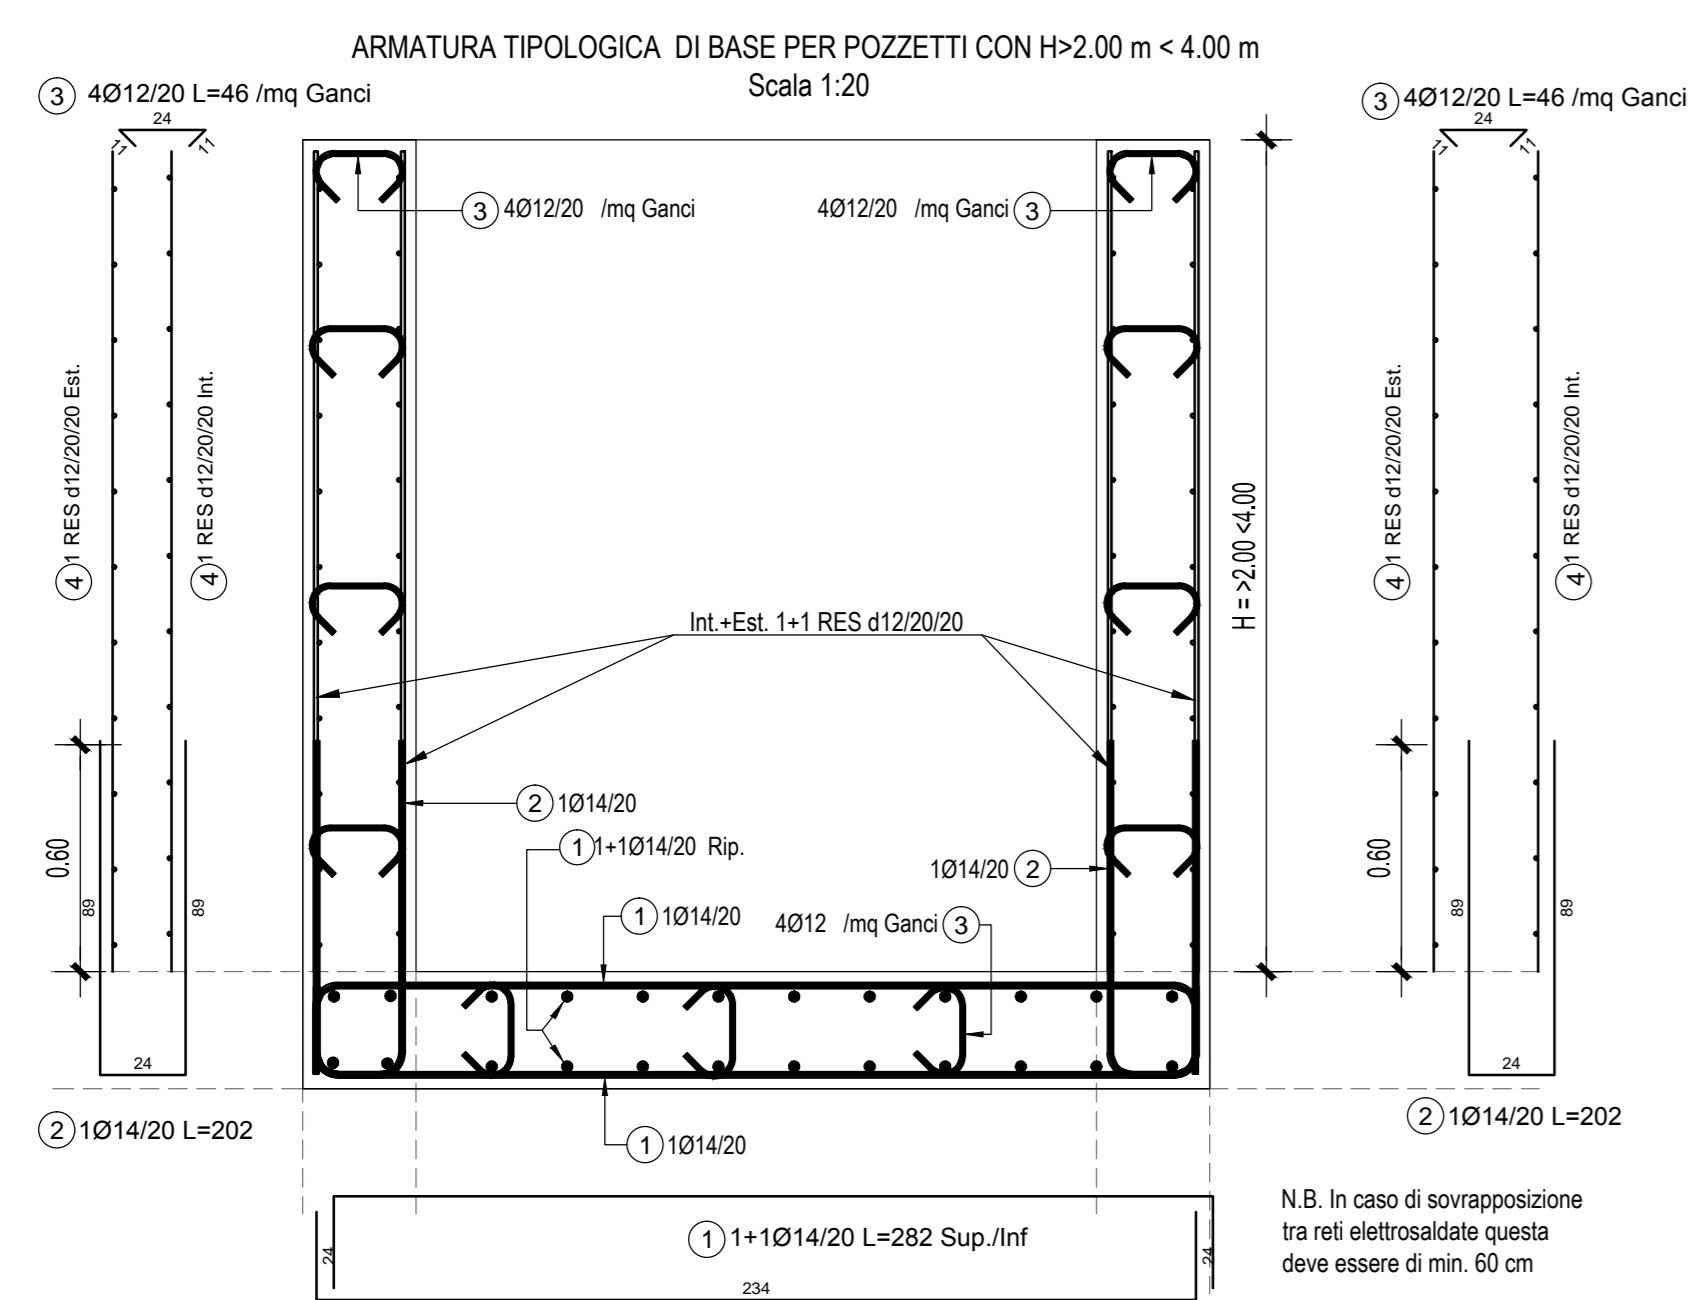 ARMATURA TIPOLOGICA DI BASE PER POZZETTI CON H>2.00 m < 4.00 m
Scala 1:20
3 4Ø12/20 L=46 /mq Ganci
24
11
11
3 4Ø12/20 L=46 /mq Ganci
24
11
11
3 4Ø12/20 /mq Ganci
4Ø12/20 /mq Ganci 3
4 1 RES d12/20/20 Est.
4 1 RES d12/20/20 Int.
Int.+Est. 1+1 RES d12/20/20
H = >2.00 <4.00
4 1 RES d12/20/20 Est.
4 1 RES d12/20/20 Int.
2 1Ø14/20
1 1+1Ø14/20 Rip.
1Ø14/20 2
1 1Ø14/20
4Ø12 /mq Ganci 3
0.60
89
89
24
0.60
89
89
24
2 1Ø14/20 L=202
1 1Ø14/20
2 1Ø14/20 L=202
1 1+1Ø14/20 L=282 Sup./Inf
24
24
234
N.B. In caso di sovrapposizione
tra reti elettrosaldate questa
deve essere di min. 60 cm